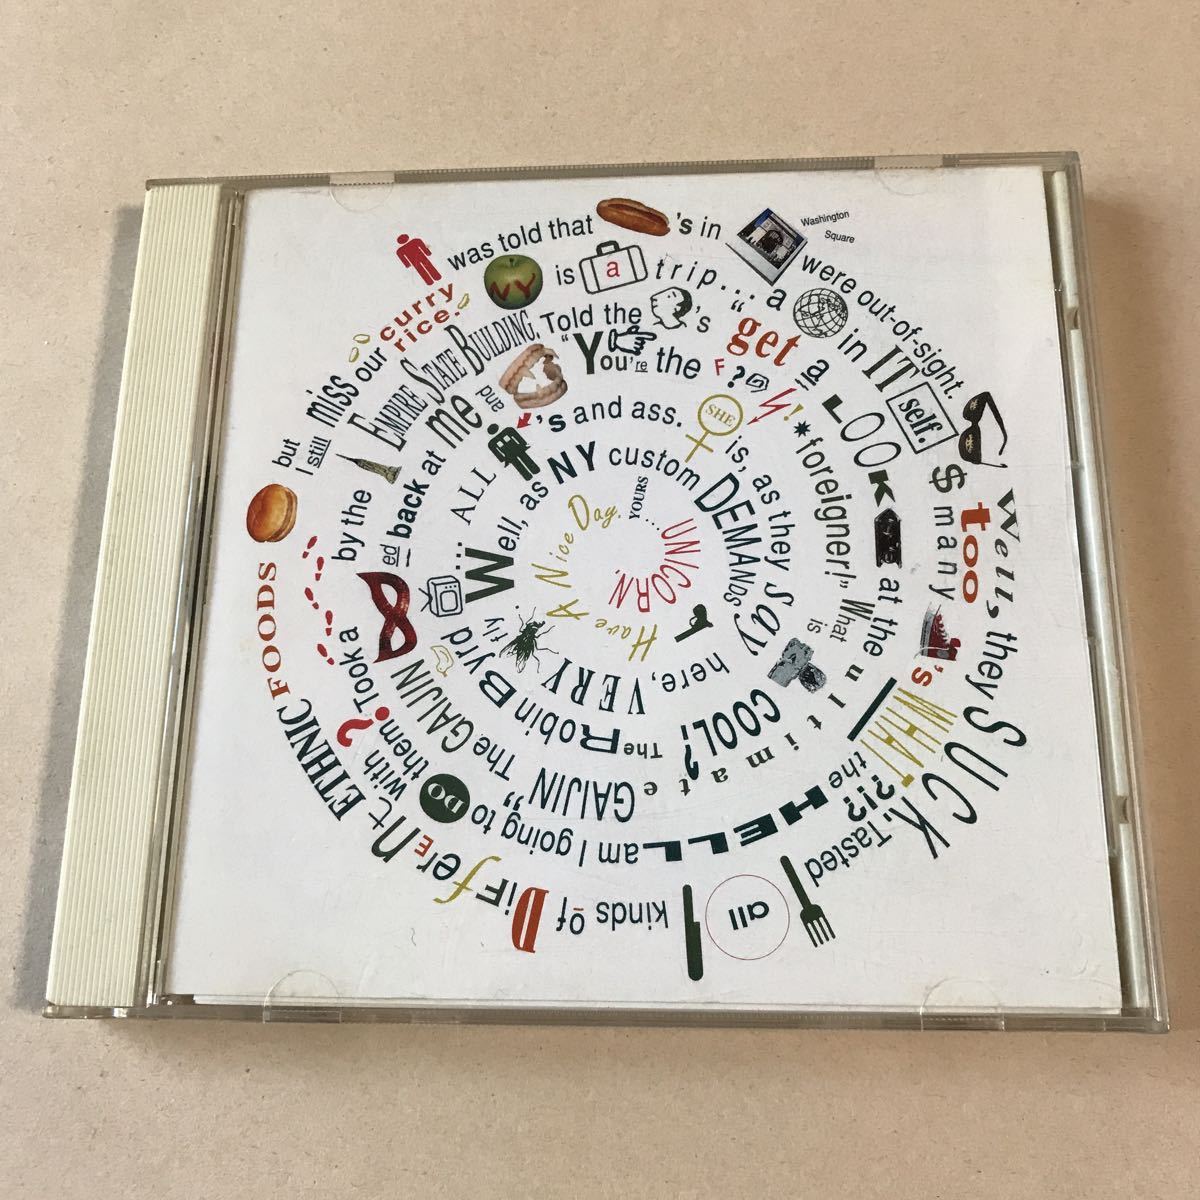 was told that 's in
Washington
Square
were out-of-sight.
Well, they SUCK.
Tasted
all
kinds of DiFferEnt
ETHNIC FOODS
but
I still miss our curry rice.
NY is a trip... a in IT self.
$ too many 's
WHAT ?!? the HELL am I going to DO with them?
Took a by the EMPIRE STATE BUILDING.
Told the 's "get a LOOK at the ultimate GAIJIN"
The GAIJIN ed back at me and
"You're the F ? ! * foreigner!"
What is COOL?
The Robin Byrd ... ALL 's and ass.
SHE is, as they say here, VERY fly
Well, as NY custom DEMANDS,
Have A Nice Day.
YOURS...
UNICORN.